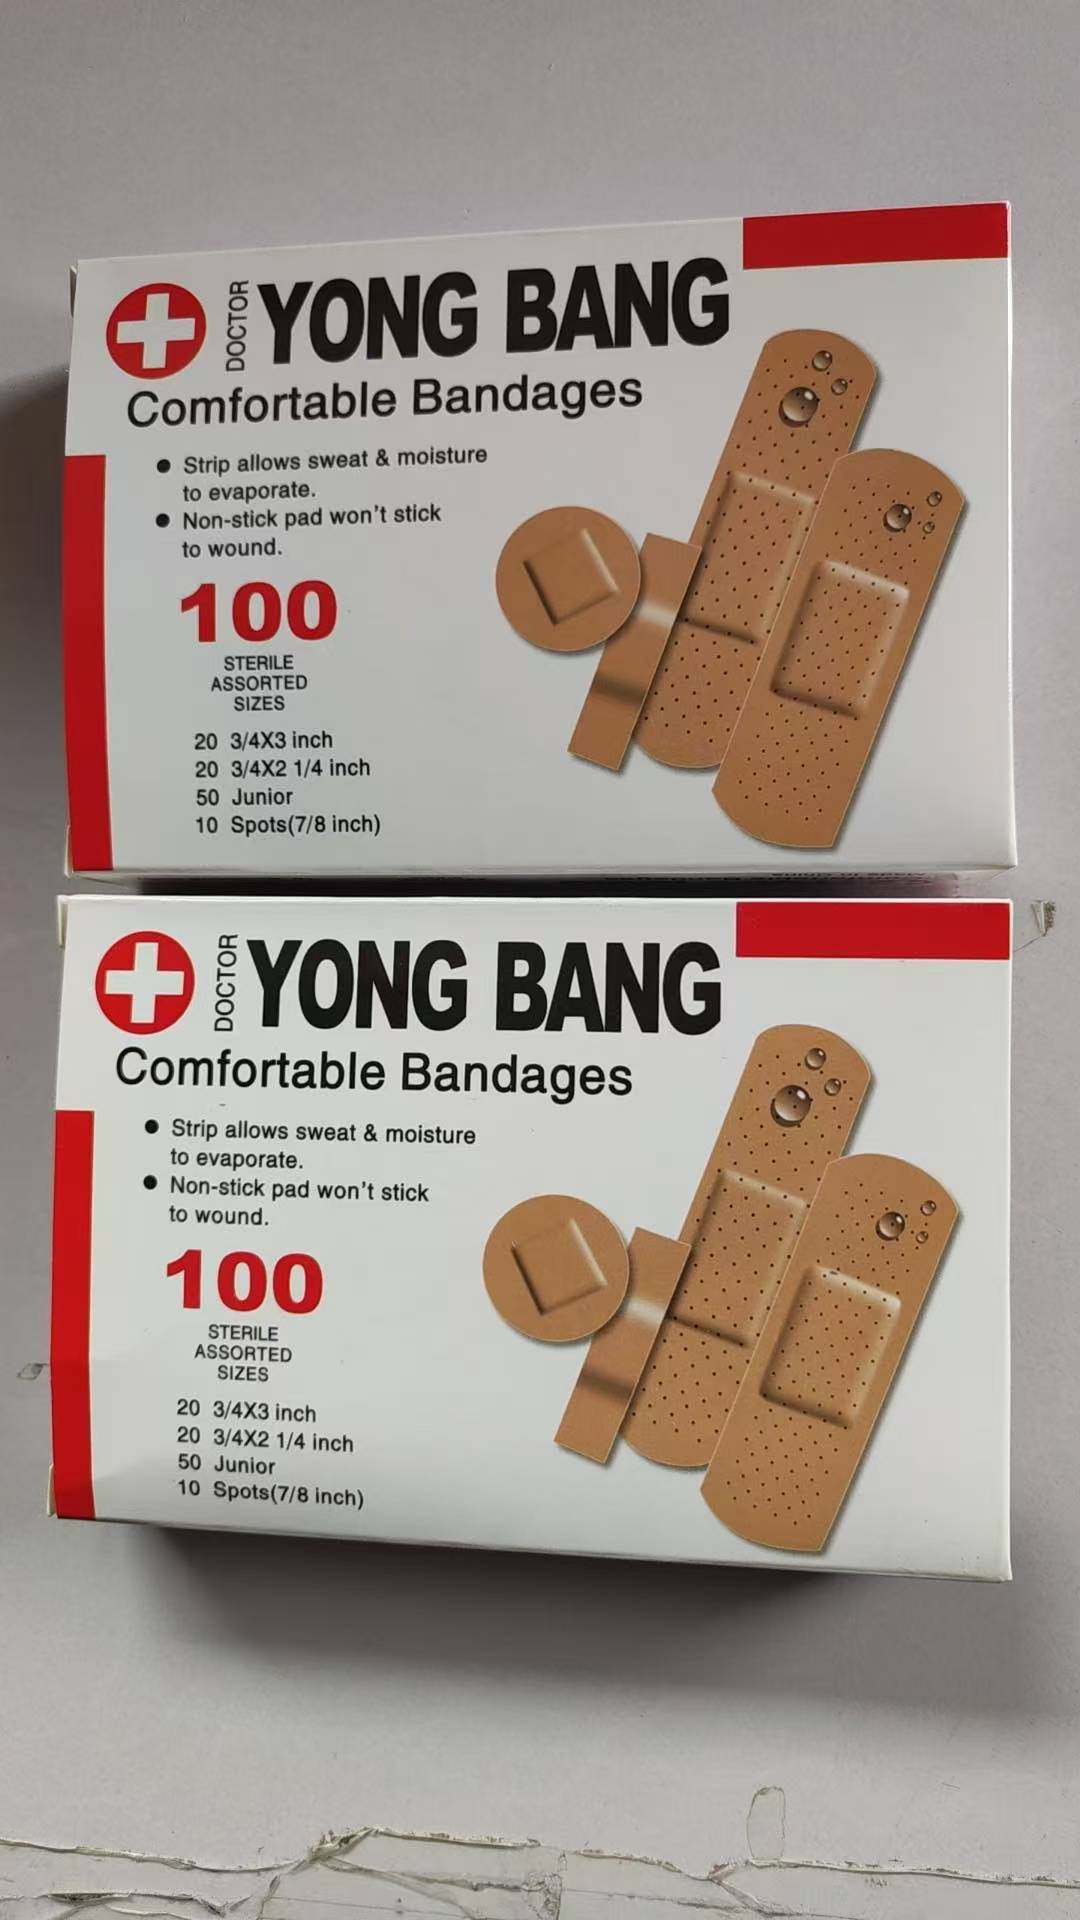 DOCTOR YONG BANG
Comfortable Bandages
● Strip allows sweat & moisture
to evaporate.
● Non-stick pad won't stick
to wound.
100
STERILE
ASSORTED
SIZES
20 3/4X3 inch
20 3/4X2 1/4 inch
50 Junior
10 Spots(7/8 inch)
DOCTOR YONG BANG
Comfortable Bandages
● Strip allows sweat & moisture
to evaporate.
● Non-stick pad won't stick
to wound.
100
STERILE
ASSORTED
SIZES
20 3/4X3 inch
20 3/4X2 1/4 inch
50 Junior
10 Spots(7/8 inch)